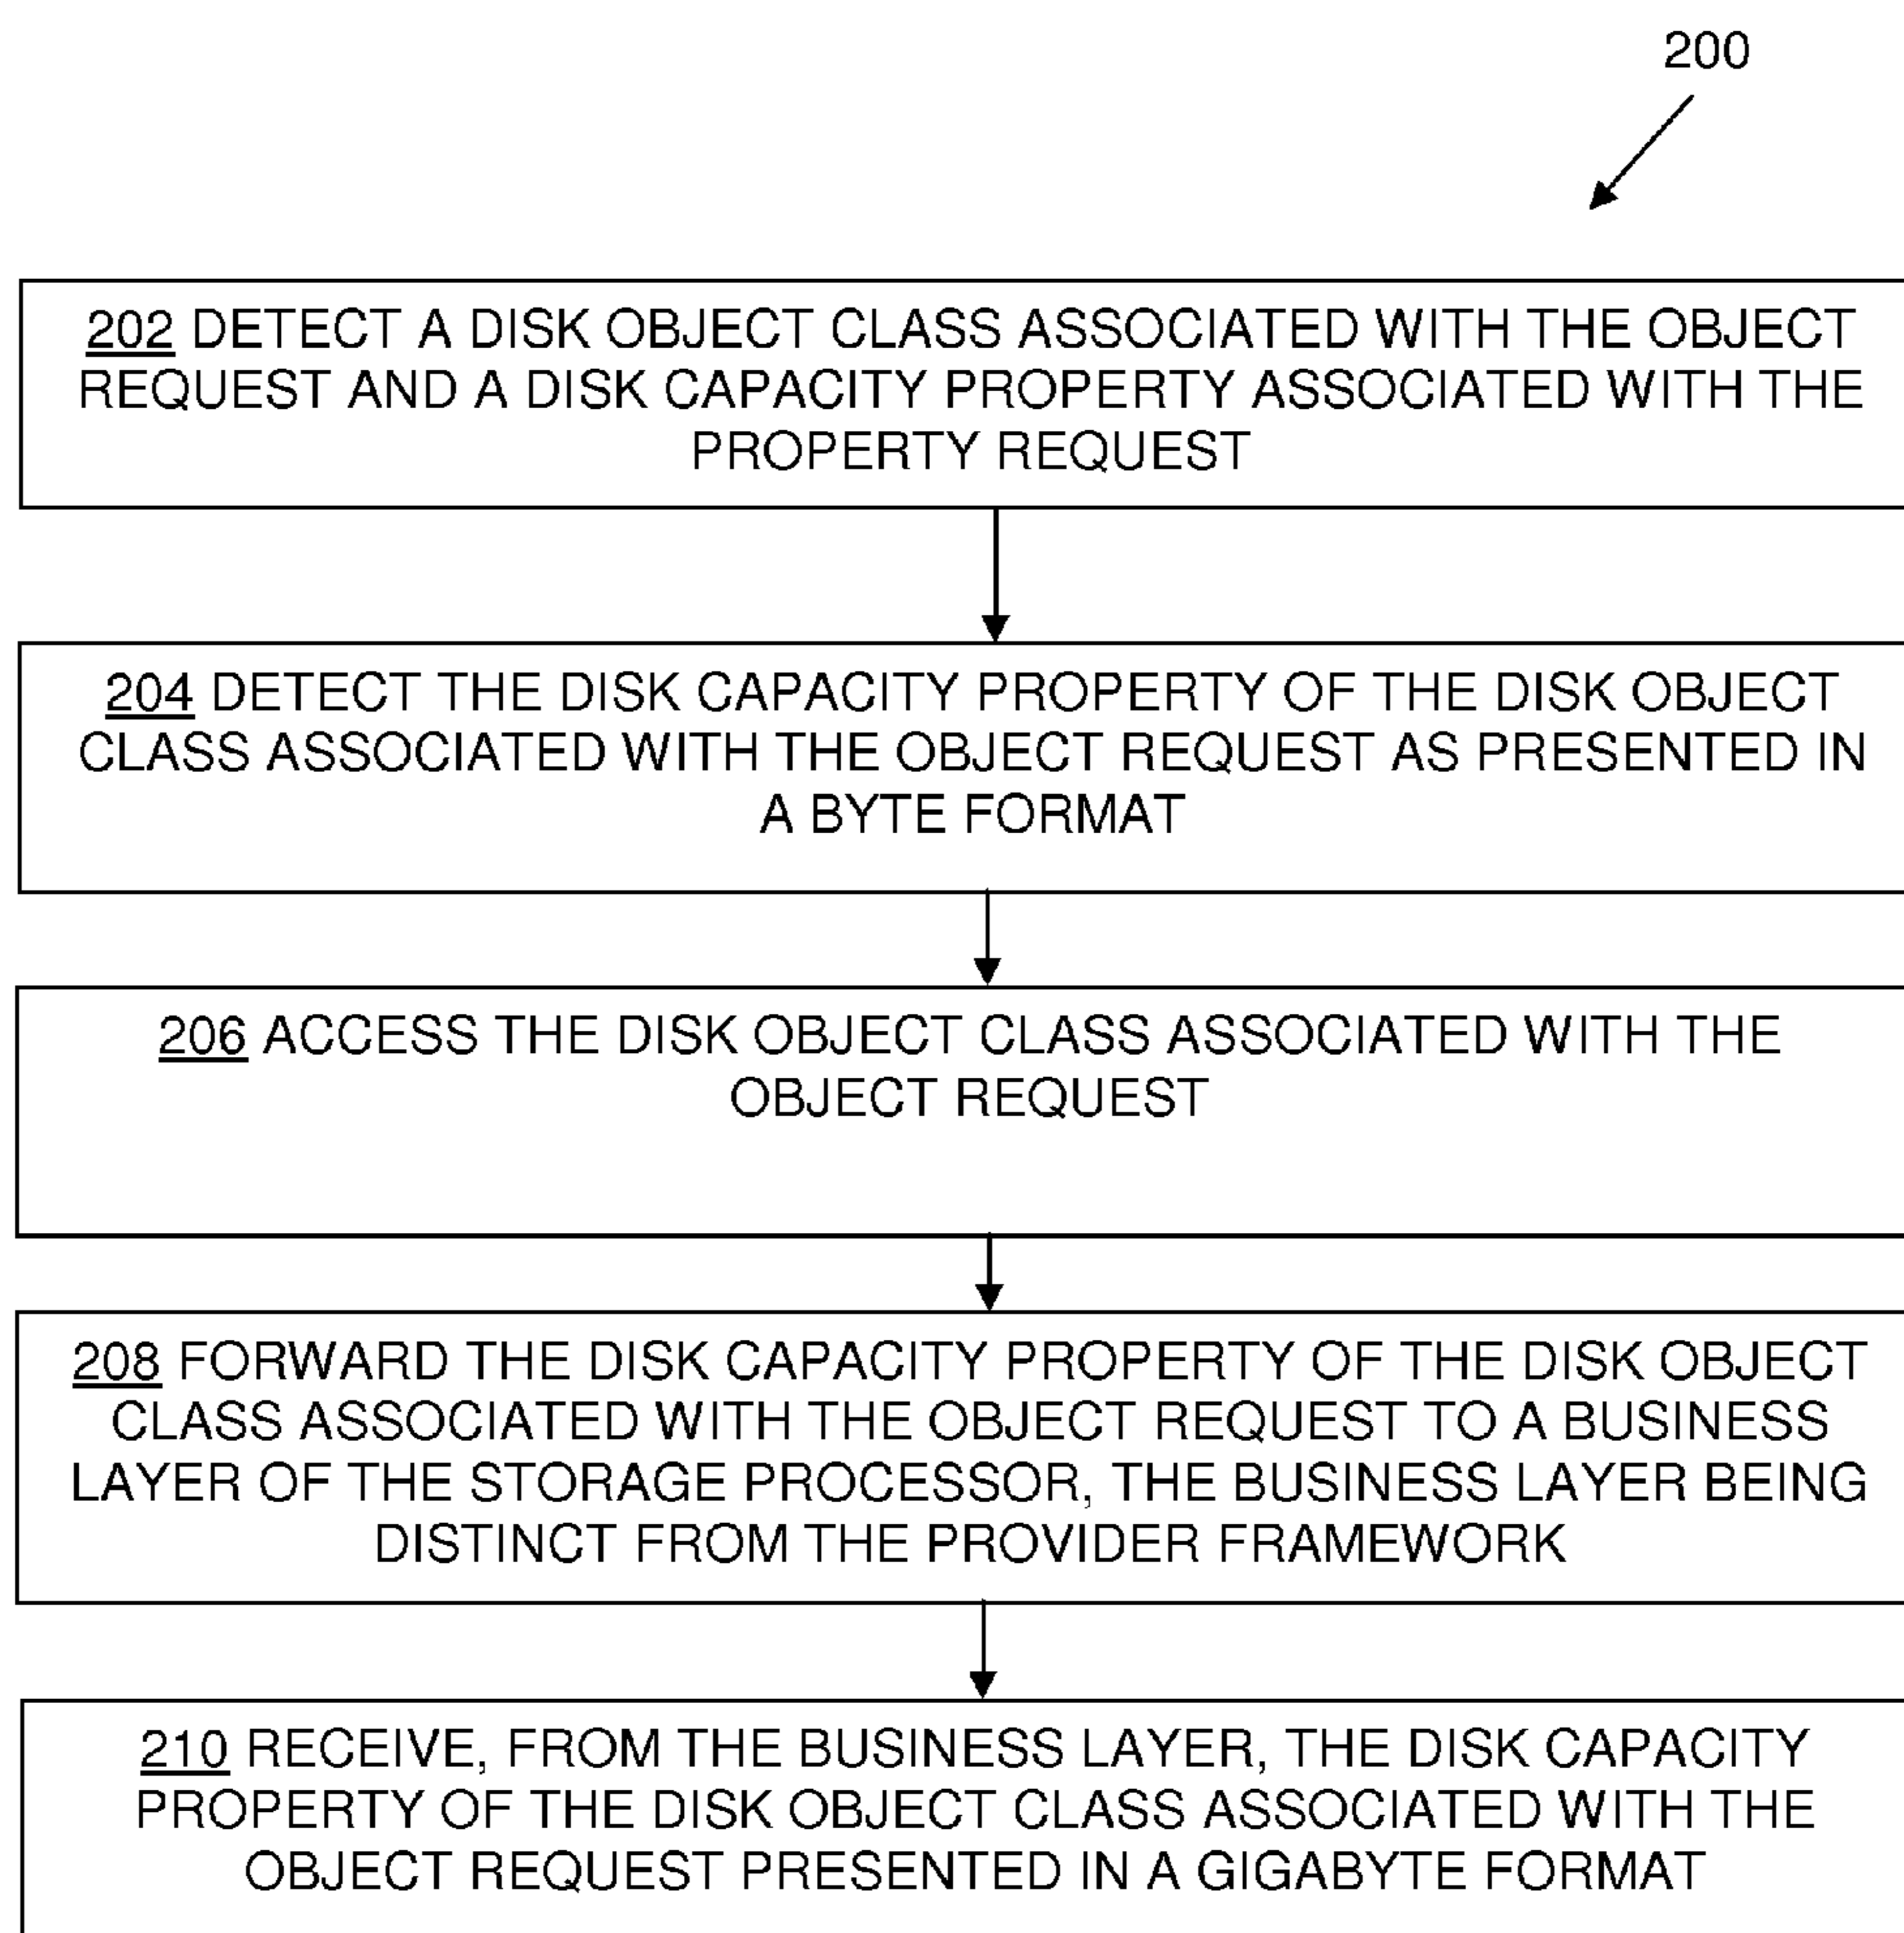 200
202 DETECT A DISK OBJECT CLASS ASSOCIATED WITH THE OBJECT
REQUEST AND A DISK CAPACITY PROPERTY ASSOCIATED WITH THE
PROPERTY REQUEST
204 DETECT THE DISK CAPACITY PROPERTY OF THE DISK OBJECT
CLASS ASSOCIATED WITH THE OBJECT REQUEST AS PRESENTED IN
A BYTE FORMAT
206 ACCESS THE DISK OBJECT CLASS ASSOCIATED WITH THE
OBJECT REQUEST
208 FORWARD THE DISK CAPACITY PROPERTY OF THE DISK OBJECT
CLASS ASSOCIATED WITH THE OBJECT REQUEST TO A BUSINESS
LAYER OF THE STORAGE PROCESSOR, THE BUSINESS LAYER BEING
DISTINCT FROM THE PROVIDER FRAMEWORK
210 RECEIVE, FROM THE BUSINESS LAYER, THE DISK CAPACITY
PROPERTY OF THE DISK OBJECT CLASS ASSOCIATED WITH THE
OBJECT REQUEST PRESENTED IN A GIGABYTE FORMAT